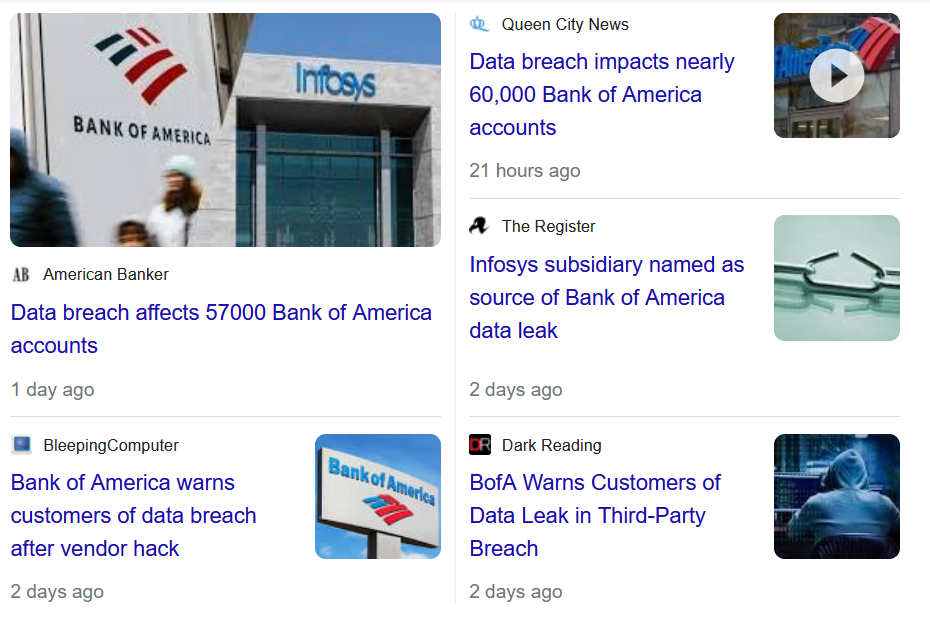 BANK OF AMERICA
Infosys
AB American Banker
Data breach affects 57000 Bank of America
accounts
1 day ago
BleepingComputer
Bank of America warns
customers of data breach
after vendor hack
2 days ago
Bank of America
Queen City News
Data breach impacts nearly
60,000 Bank of America
accounts
21 hours ago
The Register
Infosys subsidiary named as
source of Bank of America
data leak
2 days ago
DR Dark Reading
BofA Warns Customers of
Data Leak in Third-Party
Breach
2 days ago